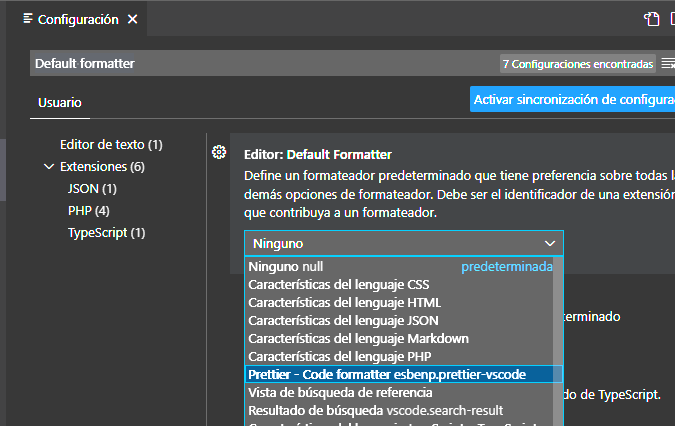 Configuración
Default formatter
7 Configuraciones encontradas
Usuario
Activar sincronización de configura
Editor de texto (1)
Extensiones (6)
JSON (1)
PHP (4)
TypeScript (1)
Editor: Default Formatter
Define un formateador predeterminado que tiene preferencia sobre todas l
demás opciones de formateador. Debe ser el identificador de una extensión
que contribuya a un formateador.
Ninguno
Ninguno null predeterminada
Características del lenguaje CSS
Características del lenguaje HTML
Características del lenguaje JSON
terminado
Características del lenguaje Markdown
Características del lenguaje PHP
Prettier - Code formatter esbenp.prettier-vscode
Vista de búsqueda de referencia
do de TypeScript.
Resultado de búsqueda vscode.search-result